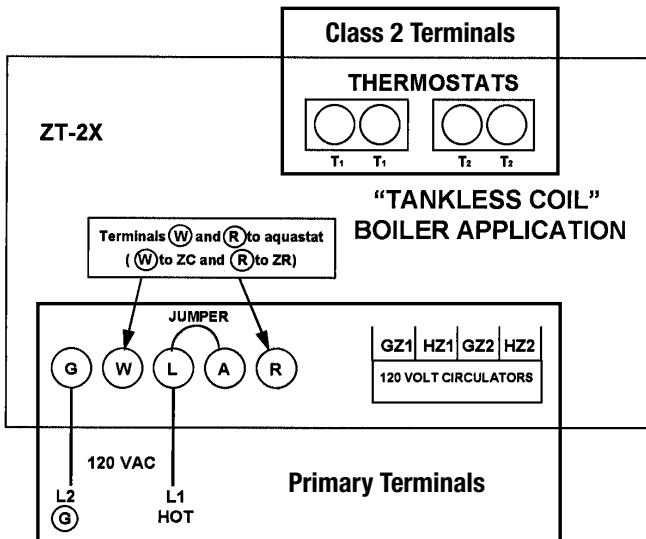 Class 2 Terminals
THERMOSTATS
ZT-2X
T1 T1 T2 T2
"TANKLESS COIL"
BOILER APPLICATION
Terminals W and R to aquastat
( W to ZC and R to ZR)
JUMPER
G W L A R
GZ1 HZ1 GZ2 HZ2
120 VOLT CIRCULATORS
120 VAC
L2
G
L1
HOT
Primary Terminals